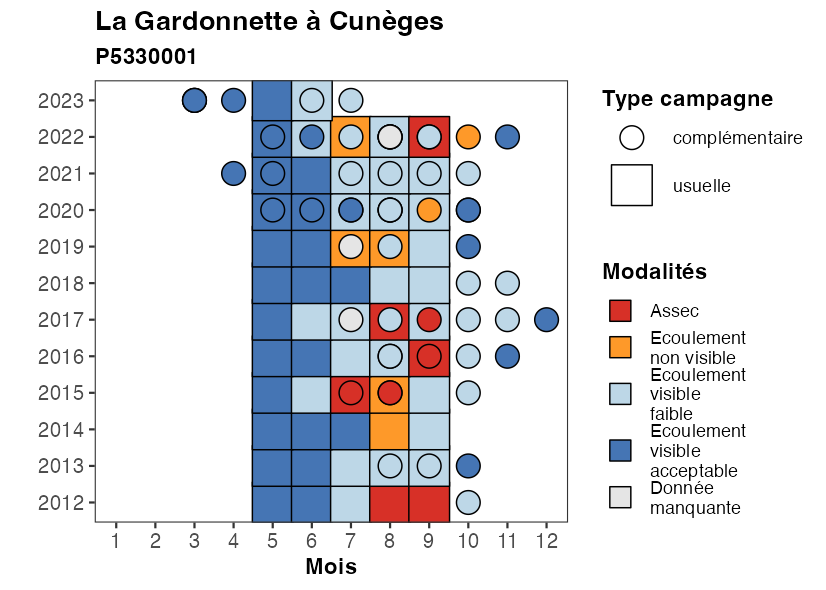 La Gardonnette à Cunèges
P5330001
2023
2022
2021
2020
2019
2018
2017
2016
2015
2014
2013
2012
1 2 3 4 5 6 7 8 9 10 11 12
Mois
Type campagne
complémentaire
usuelle
Modalités
Assec
Ecoulement
non visible
Ecoulement
visible
faible
Ecoulement
visible
acceptable
Donnée
manquante